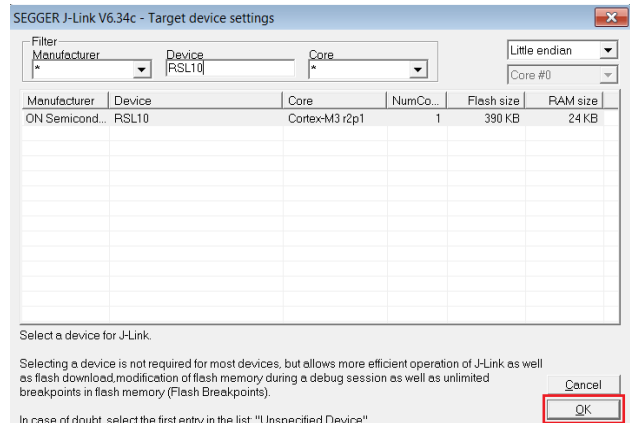 SEGGER J-Link V6.34c - Target device settings
Filter
Manufacturer Device Core Little endian
* RSL10 * Core #0
Manufacturer Device Core NumCo... Flash size RAM size
ON Semicond... RSL10 Cortex-M3 r2p1 1 390 KB 24 KB
Select a device for J-Link.
Selecting a device is not required for most devices, but allows more efficient operation of J-Link as well
as flash download,modification of flash memory during a debug session as well as unlimited
breakpoints in flash memory (Flash Breakpoints).
Cancel
OK
In case of doubt, select the first entry in the list: "Unspecified Device"